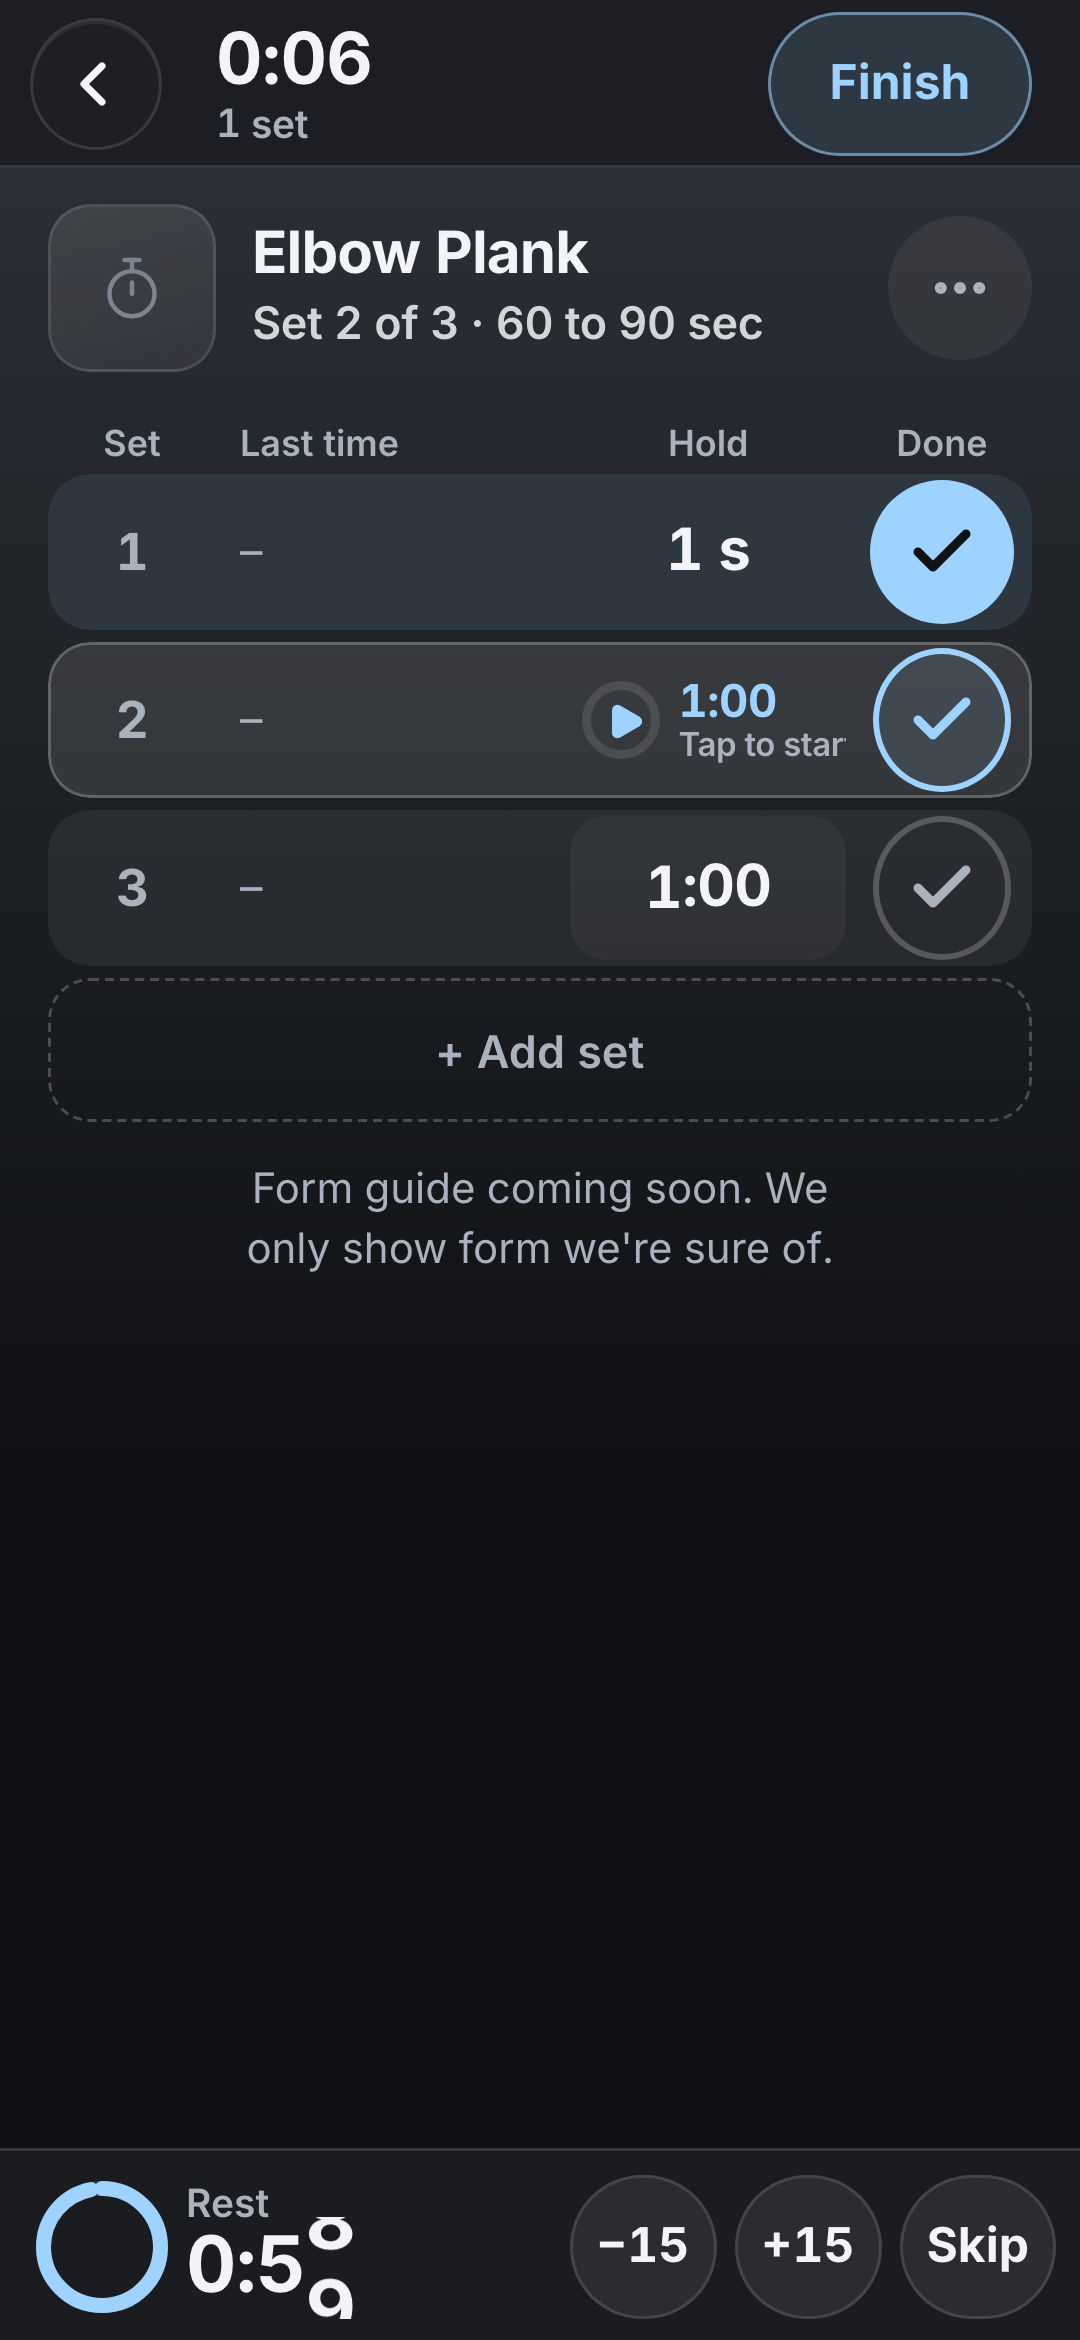 0:06
1 set
Finish
Elbow Plank
Set 2 of 3 · 60 to 90 sec
Set Last time Hold Done
1 – 1 s
2 – 1:00
Tap to star
3 – 1:00
+ Add set
Form guide coming soon. We
only show form we're sure of.
Rest
0:5
−15 +15 Skip